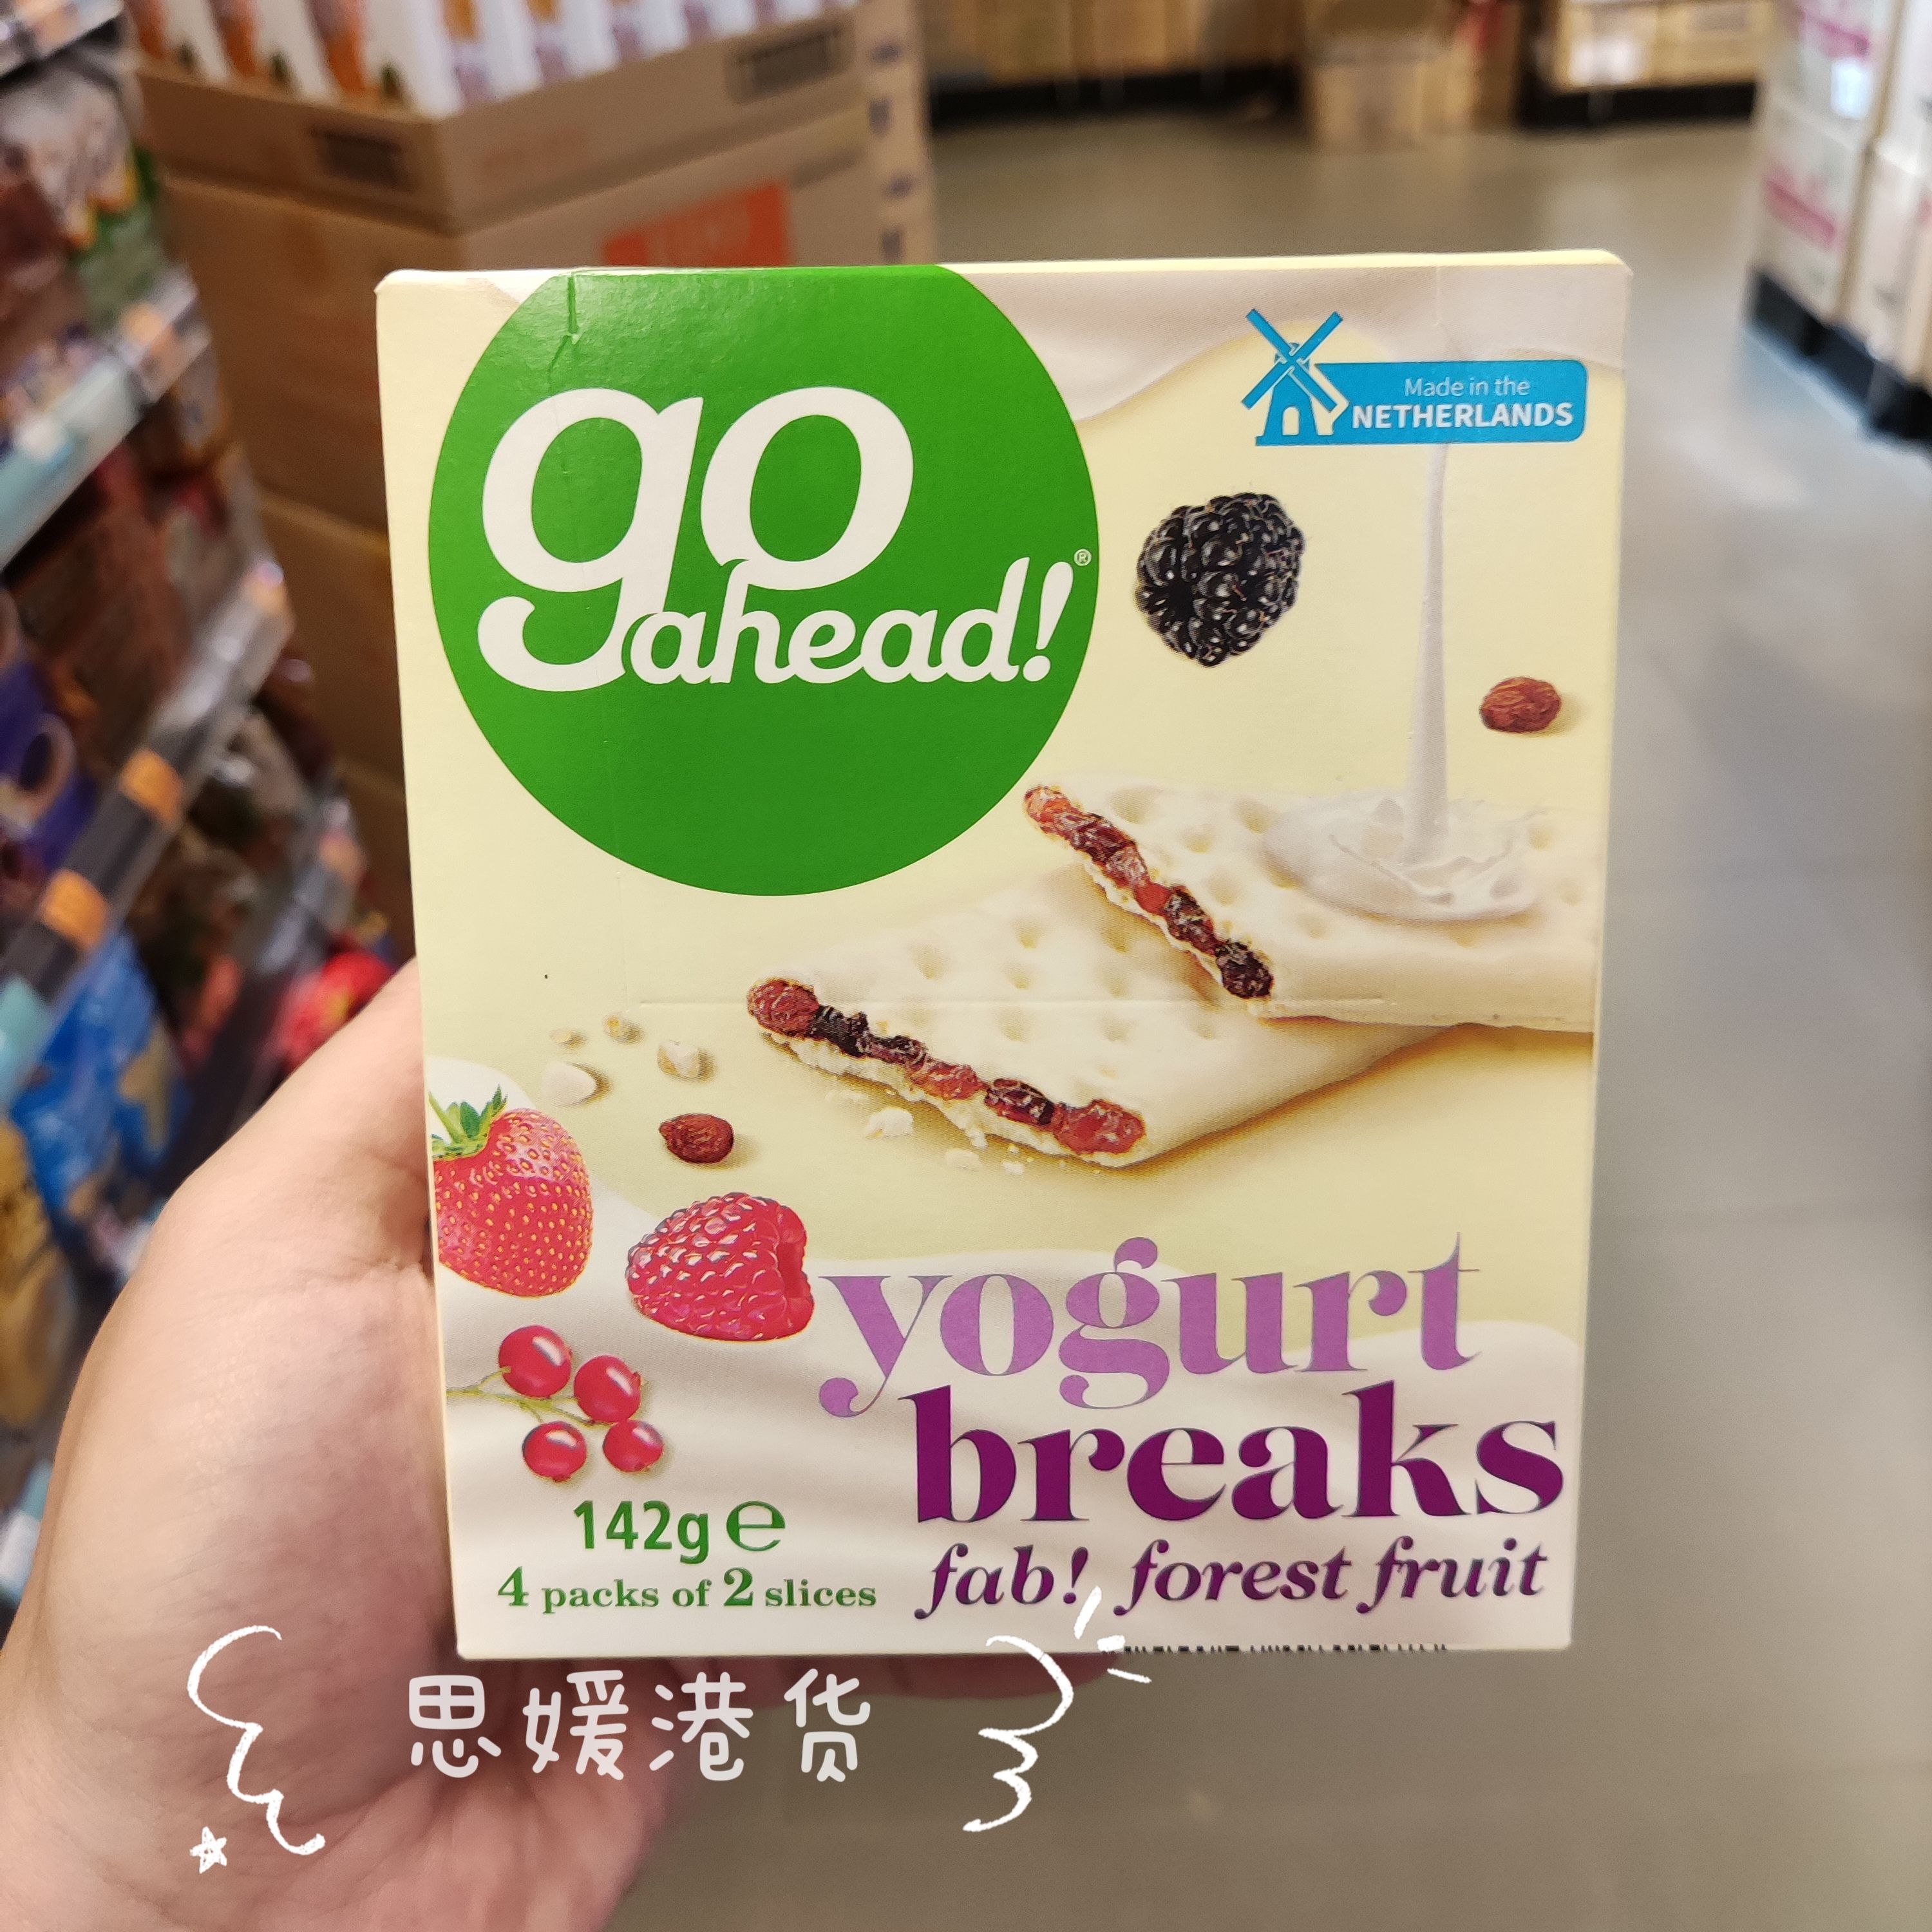 go
ahead!®
Made in the
NETHERLANDS
yogurt
breaks
fab! forest fruit
142g ℮
4 packs of 2 slices
思媛港货